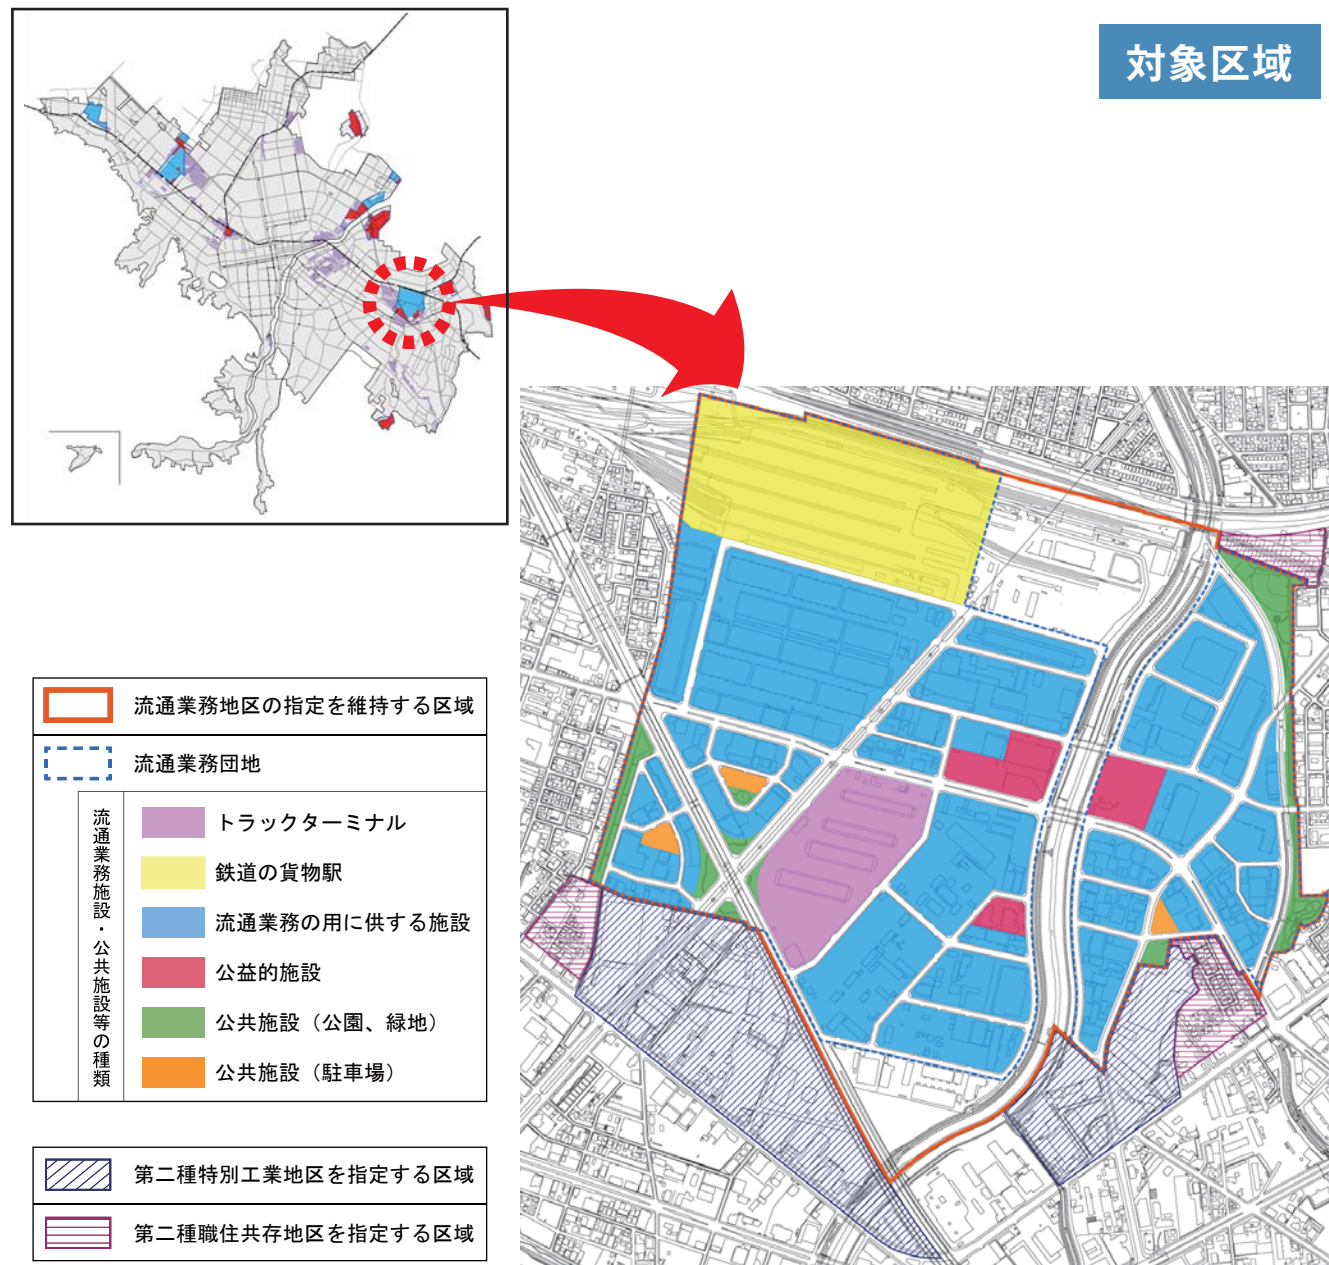 対象区域
流通業務地区の指定を維持する区域
流通業務団地
流通業務施設・公共施設等の種類
トラックターミナル
鉄道の貨物駅
流通業務の用に供する施設
公益的施設
公共施設（公園、緑地）
公共施設（駐車場）
第二種特別工業地区を指定する区域
第二種職住共存地区を指定する区域